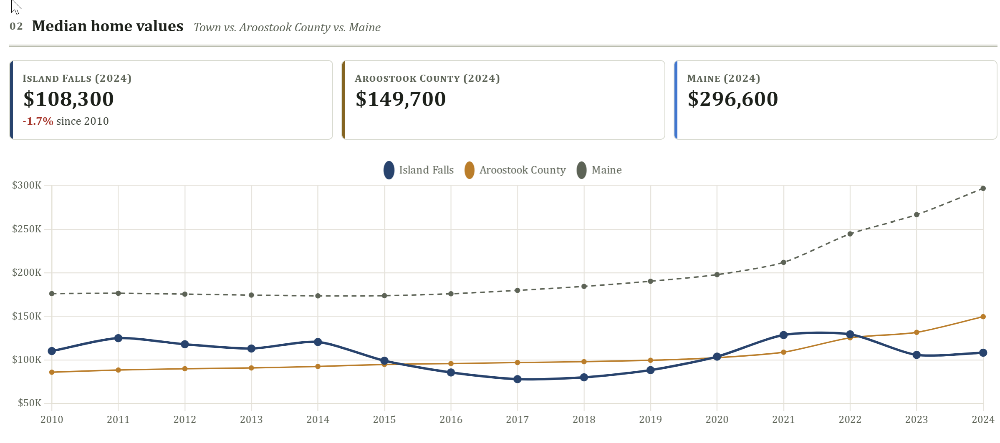 02 Median home values Town vs. Aroostook County vs. Maine
Island Falls (2024)
$108,300
-1.7% since 2010
Aroostook County (2024)
$149,700
Maine (2024)
$296,600
Island Falls Aroostook County Maine
$300K
$250K
$200K
$150K
$100K
$50K
2010 2011 2012 2013 2014 2015 2016 2017 2018 2019 2020 2021 2022 2023 2024